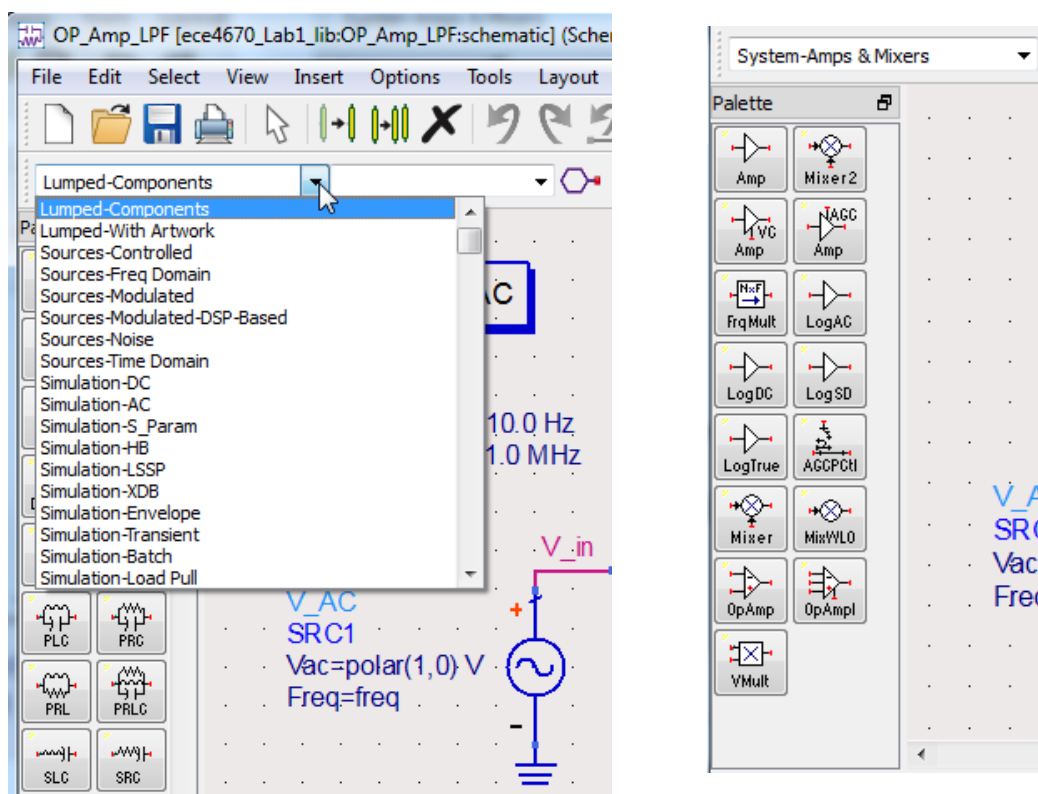 OP_Amp_LPF [ece4670_Lab1_lib:OP_Amp_LPF:schematic] (Scher
File Edit Select View Insert Options Tools Layout
Lumped-Components
Lumped-Components
Lumped-With Artwork
Sources-Controlled
Sources-Freq Domain
Sources-Modulated
Sources-Modulated-DSP-Based
Sources-Noise
Sources-Time Domain
Simulation-DC
Simulation-AC
Simulation-S_Param
Simulation-HB
Simulation-LSSP
Simulation-XDB
Simulation-Envelope
Simulation-Transient
Simulation-Batch
Simulation-Load Pull
10.0 Hz
1.0 MHz
V_in
PLC PRC
PRL PRLC
SLC SRC
V_AC
SRC1
Vac=polar(1,0) V
Freq=freq
+
-
System-Amps & Mixers
Palette
Amp Mixer2
VC AGC
Amp Amp
NxF
FrqMult LogAC
LogDC LogSD
LogTrue AGCPCtl
Mixer MixWLO
OpAmp OpAmpI
VMult
V_A
SRC
Vac
Fre